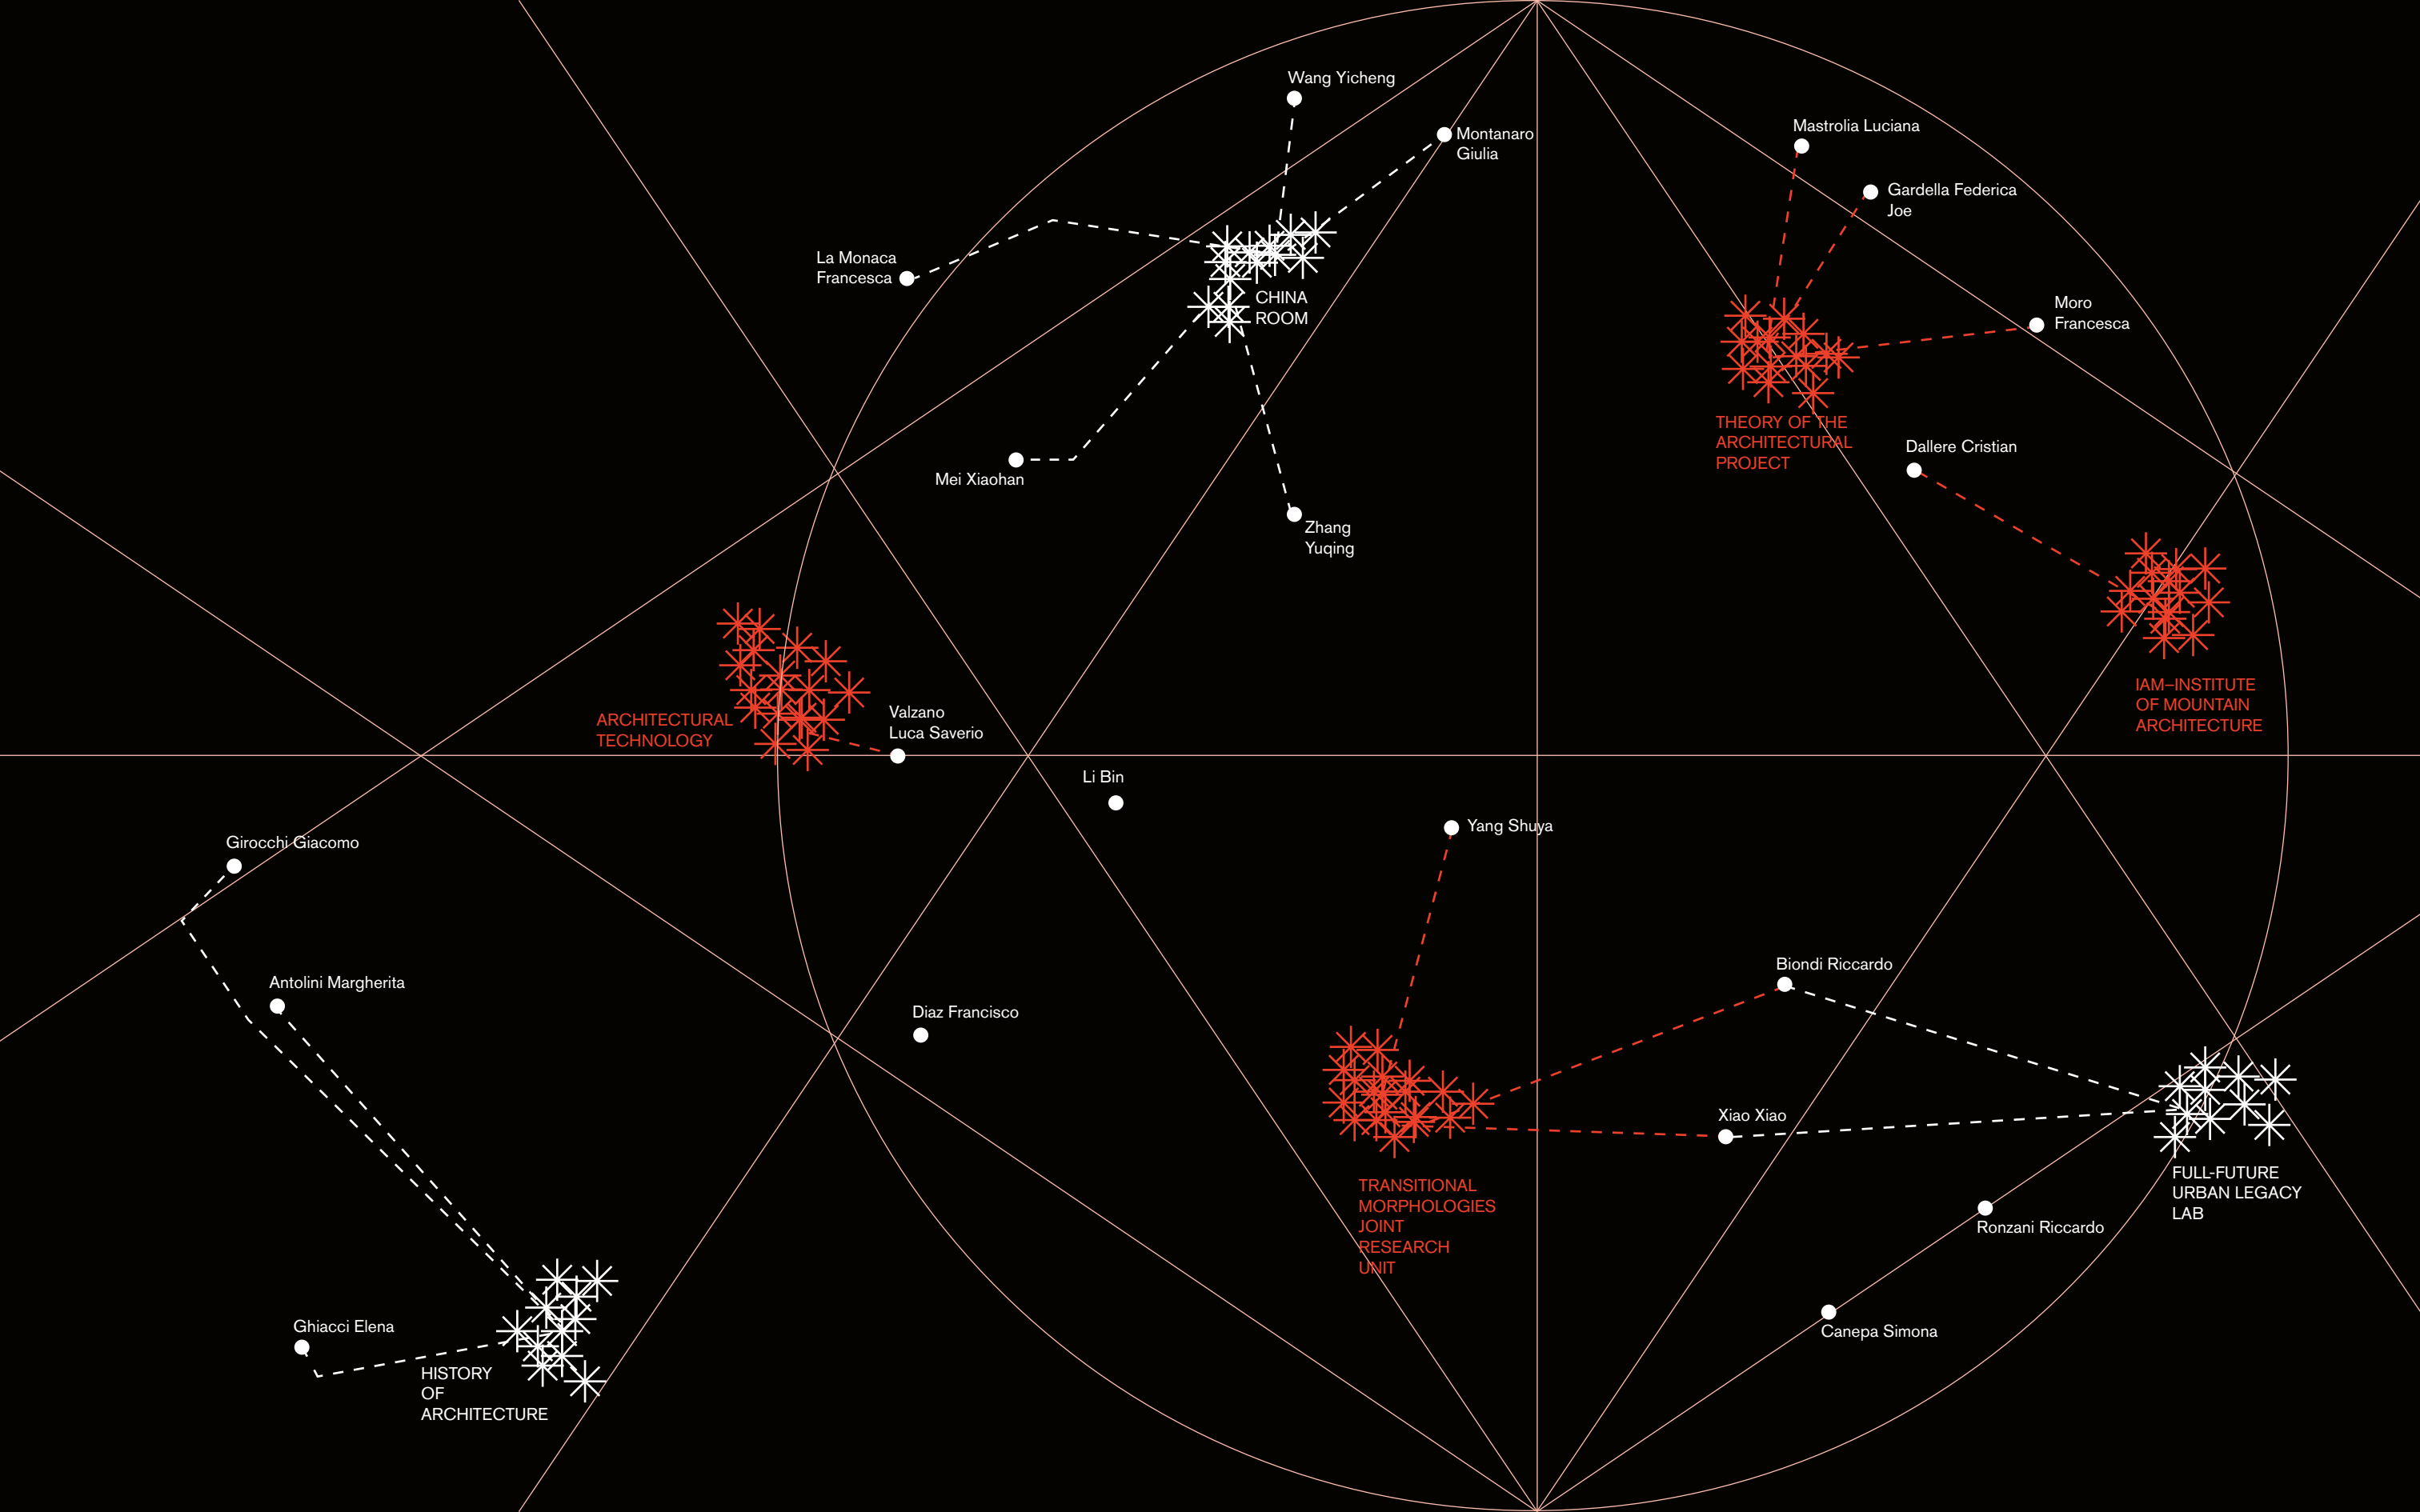 Wang Yicheng
Montanaro
Giulia
Mastrolia Luciana
Gardella Federica
Joe
La Monaca
Francesca
CHINA
ROOM
Moro
Francesca
THEORY OF THE
ARCHITECTURAL
PROJECT
Dallere Cristian
Mei Xiaohan
Zhang
Yuqing
IAM–INSTITUTE
OF MOUNTAIN
ARCHITECTURE
ARCHITECTURAL
TECHNOLOGY
Valzano
Luca Saverio
Li Bin
Yang Shuya
Girocchi Giacomo
Antolini Margherita
Diaz Francisco
Biondi Riccardo
Xiao Xiao
TRANSITIONAL
MORPHOLOGIES
JOINT
RESEARCH
UNIT
FULL-FUTURE
URBAN LEGACY
LAB
Ronzani Riccardo
Canepa Simona
Ghiacci Elena
HISTORY
OF
ARCHITECTURE